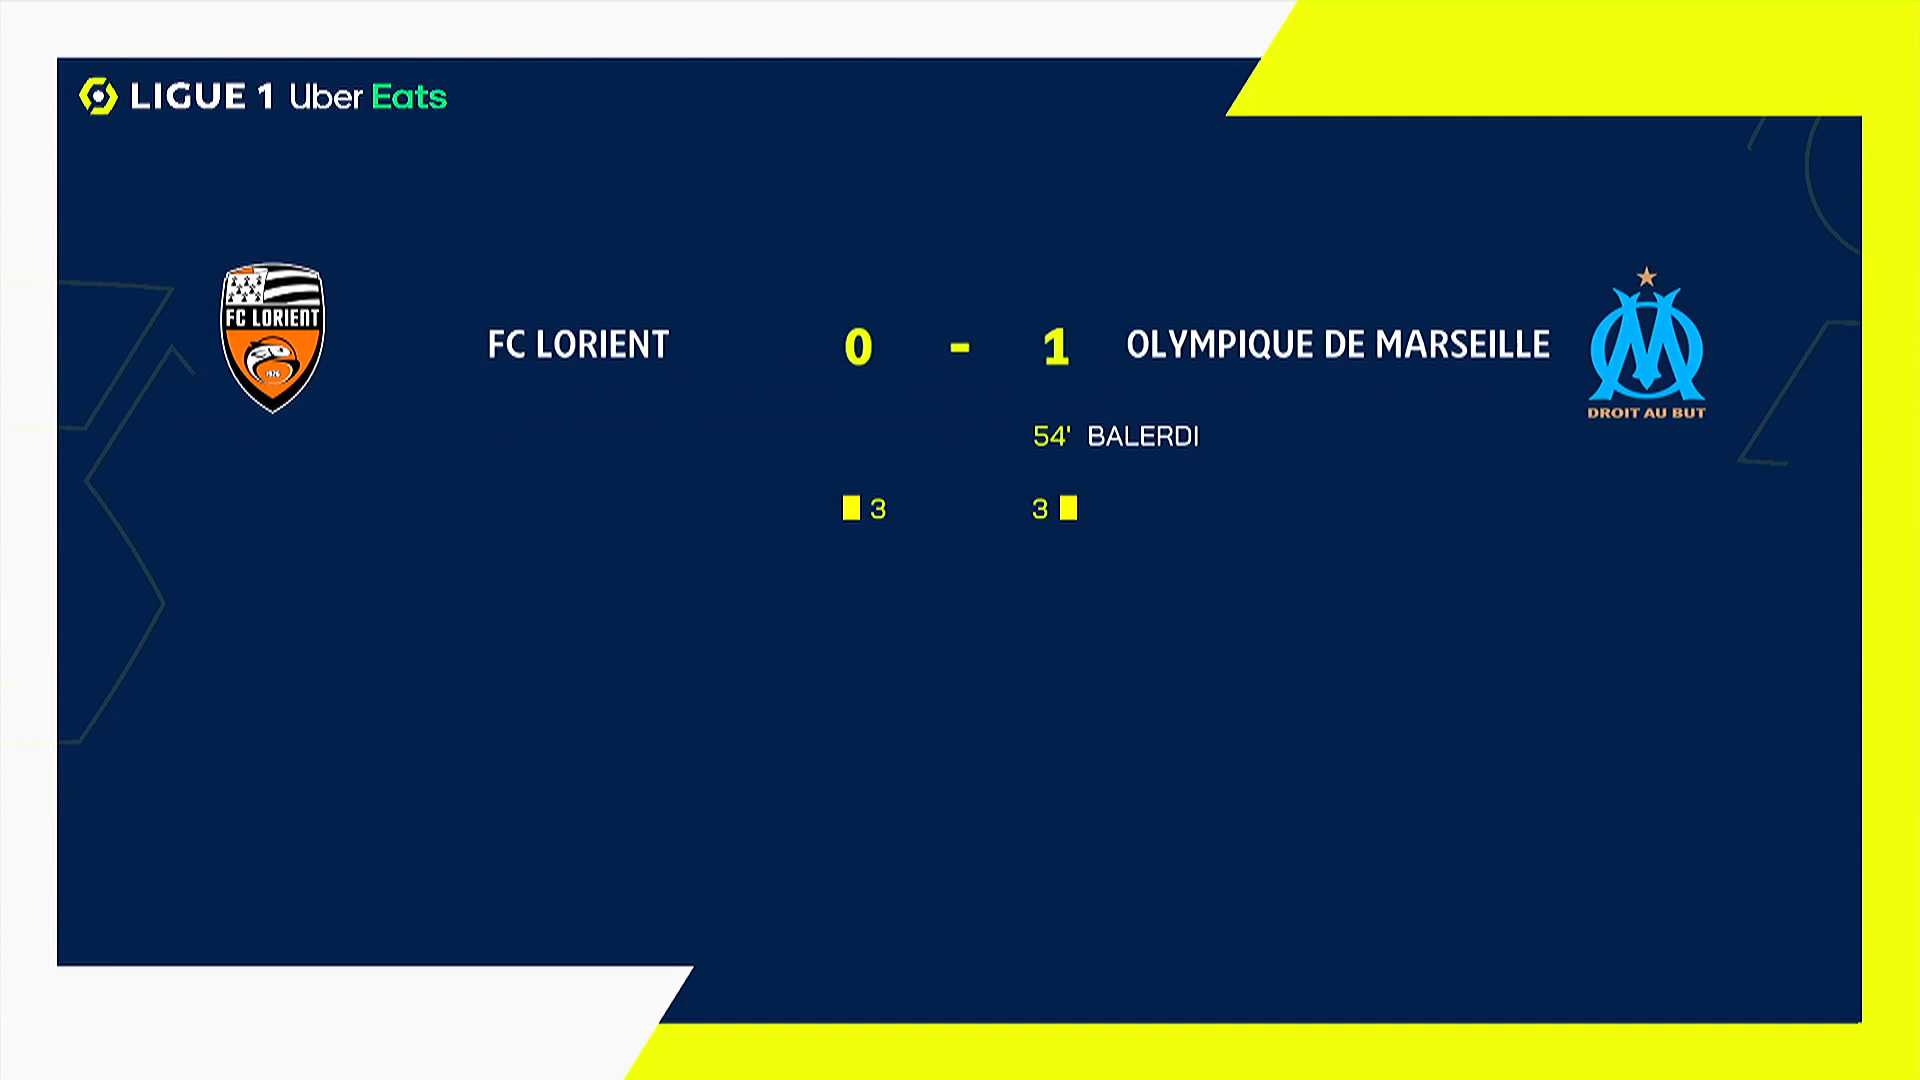 LIGUE 1 Uber Eats
FC LORIENT
1926
FC LORIENT 0 - 1 OLYMPIQUE DE MARSEILLE
DROIT AU BUT
54' BALERDI
3 3